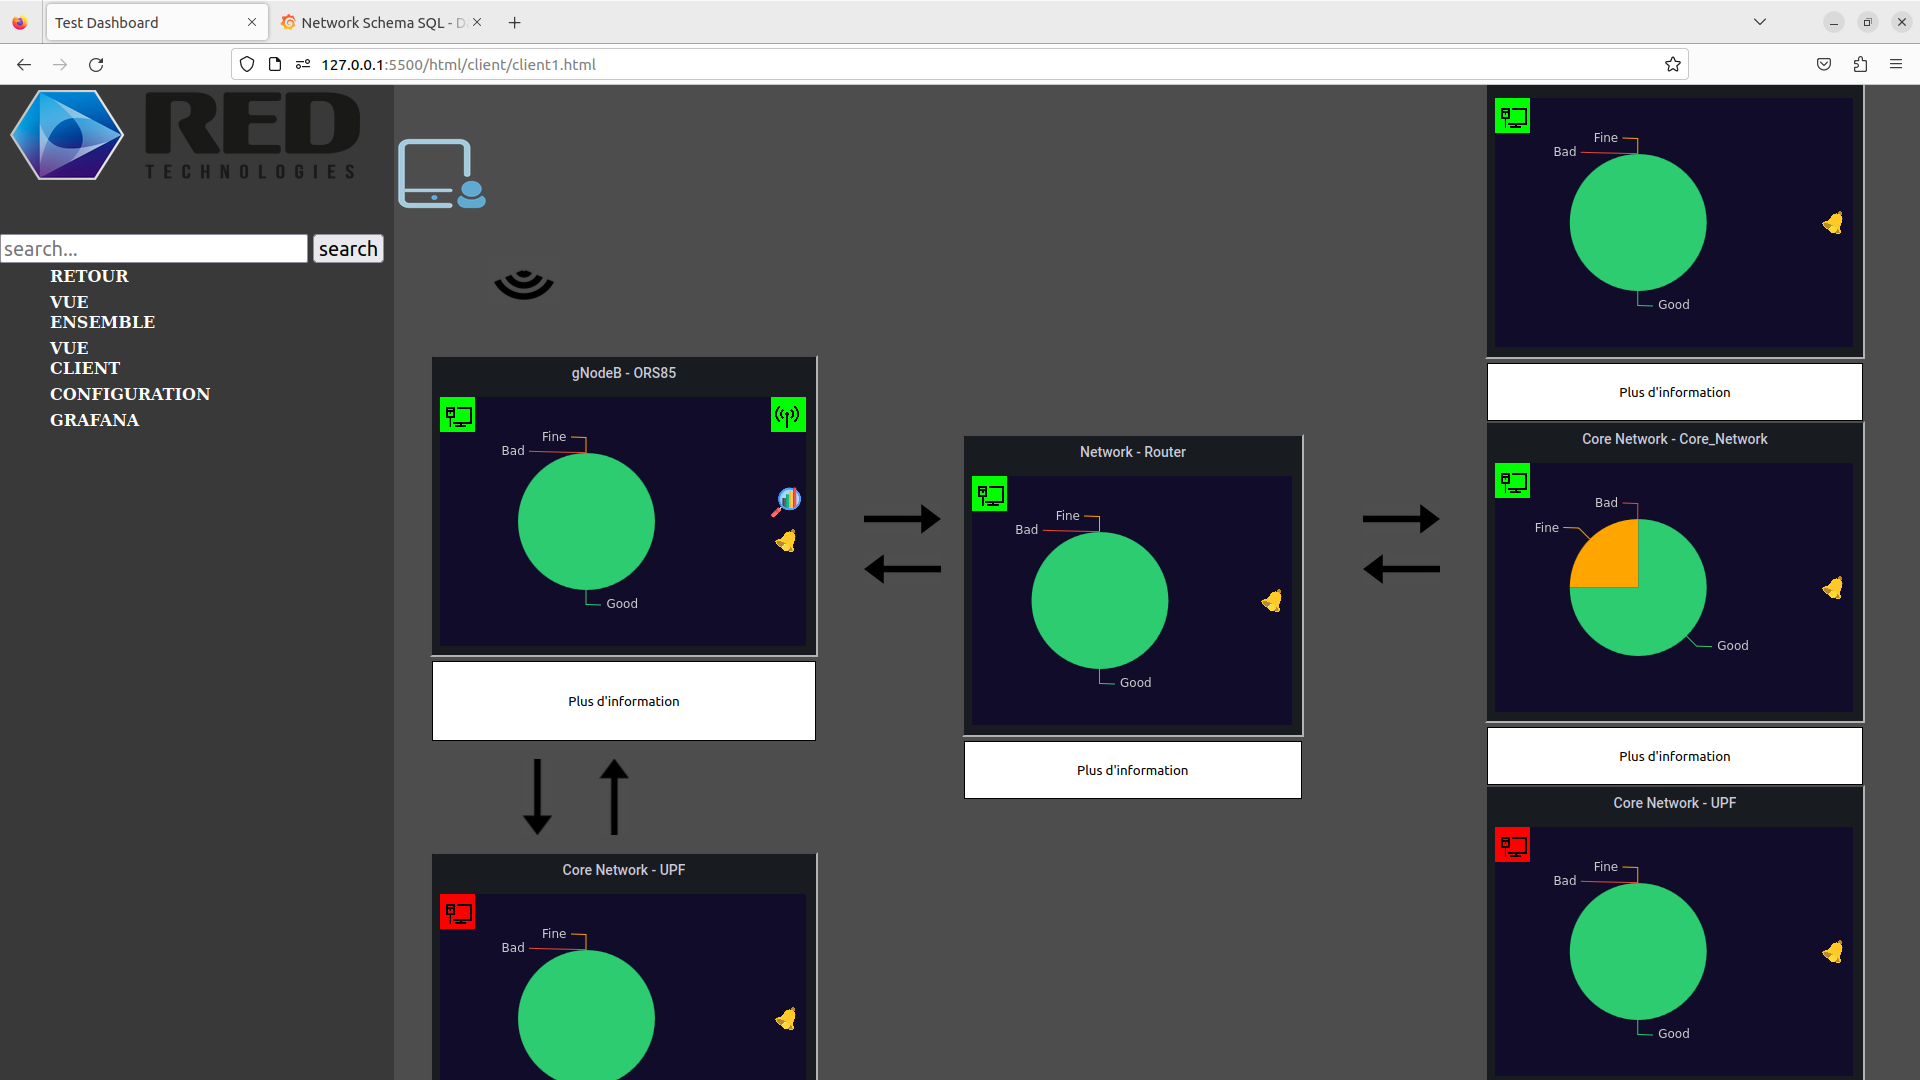 Test Dashboard
Network Schema SQL - D
127.0.0.1:5500/html/client/client1.html
RED
TECHNOLOGIES
search...
search
RETOUR
VUE
ENSEMBLE
VUE
CLIENT
CONFIGURATION
GRAFANA
gNodeB - ORS85
Fine
Bad
Good
Plus d'information
Core Network - UPF
Fine
Bad
Network - Router
Fine
Bad
Good
Plus d'information
Fine
Bad
Good
Plus d'information
Core Network - Core_Network
Bad
Fine
Good
Plus d'information
Core Network - UPF
Fine
Bad
Good